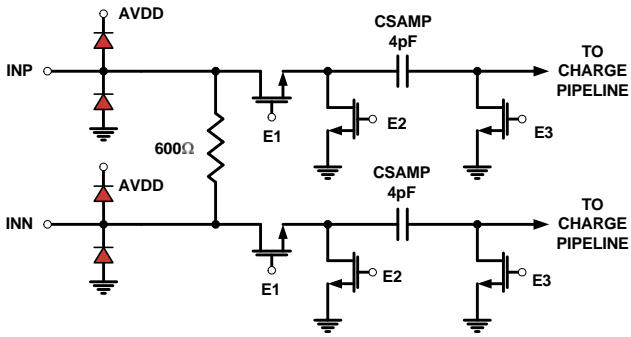 AVDD
CSAMP
4pF
TO
CHARGE
PIPELINE
INP
E1
E2
E3
600Ω
AVDD
CSAMP
4pF
TO
CHARGE
PIPELINE
INN
E1
E2
E3